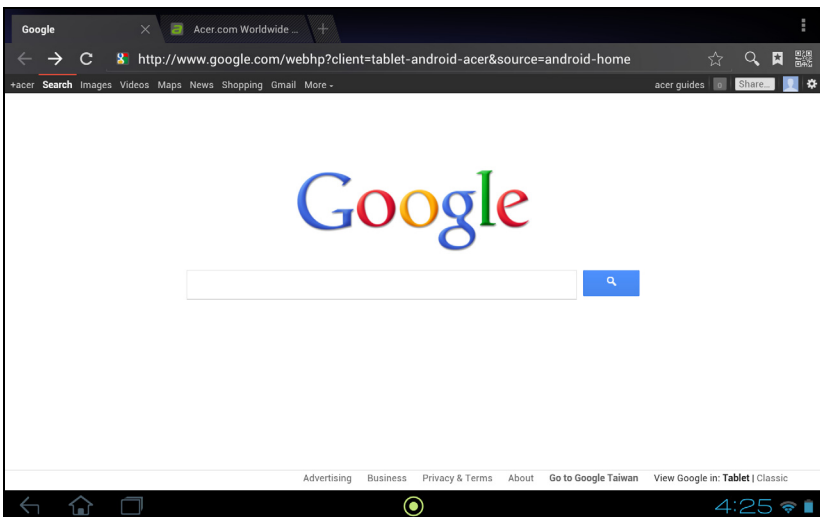 Google Acer.com Worldwide ...
http://www.google.com/webhp?client=tablet-android-acer&source=android-home
+acer Search Images Videos Maps News Shopping Gmail More acer guides 0 Share...
Google
Advertising Business Privacy & Terms About Go to Google Taiwan View Google in: Tablet | Classic
4:25